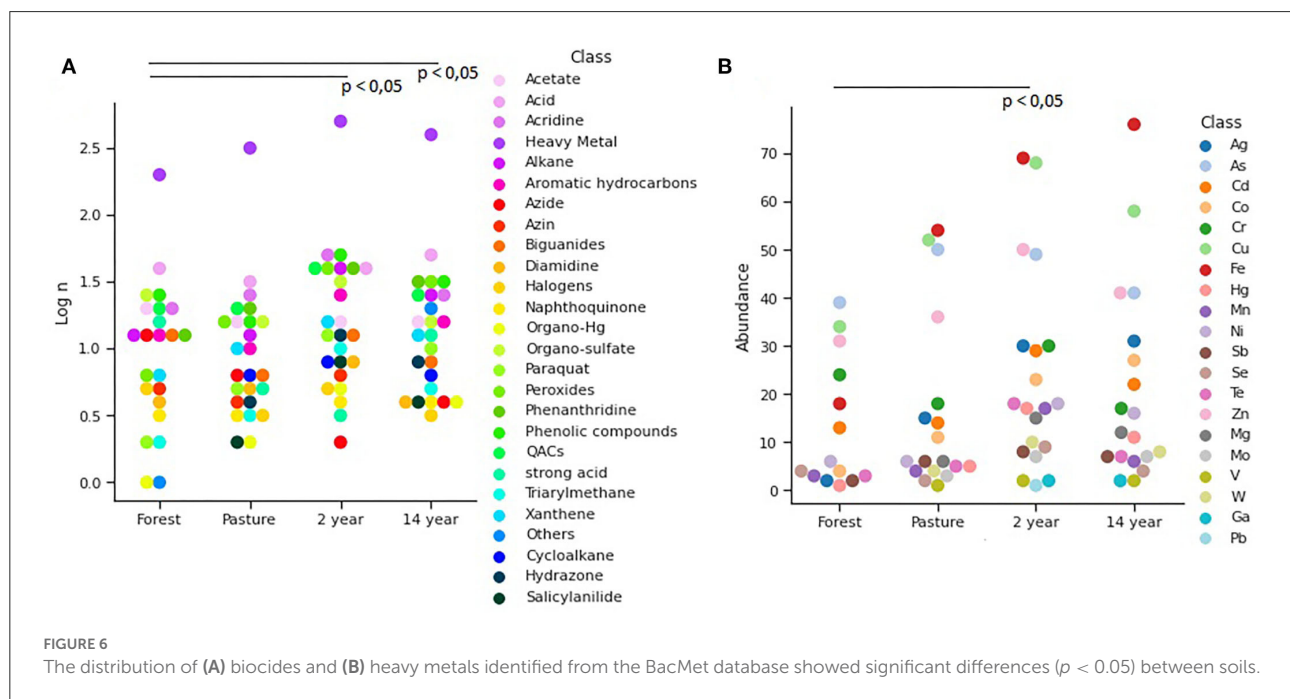 A
p < 0,05
p < 0,05
Log n
2.5
2.0
1.5
1.0
0.5
0.0
Forest
Pasture
2 year
14 year
Class
Acetate
Acid
Acridine
Heavy Metal
Alkane
Aromatic hydrocarbons
Azide
Azin
Biguanides
Diamidine
Halogens
Naphthoquinone
Organo-Hg
Organo-sulfate
Paraquat
Peroxides
Phenanthridine
Phenolic compounds
QACs
strong acid
Triarylmethane
Xanthene
Others
Cycloalkane
Hydrazone
Salicylanilide
B
p < 0,05
Abundance
70
60
50
40
30
20
10
0
Forest
Pasture
2 year
14 year
Class
Ag
As
Cd
Co
Cr
Cu
Fe
Hg
Mn
Ni
Sb
Se
Te
Zn
Mg
Mo
V
W
Ga
Pb
FIGURE 6
The distribution of (A) biocides and (B) heavy metals identified from the BacMet database showed significant differences (p < 0.05) between soils.